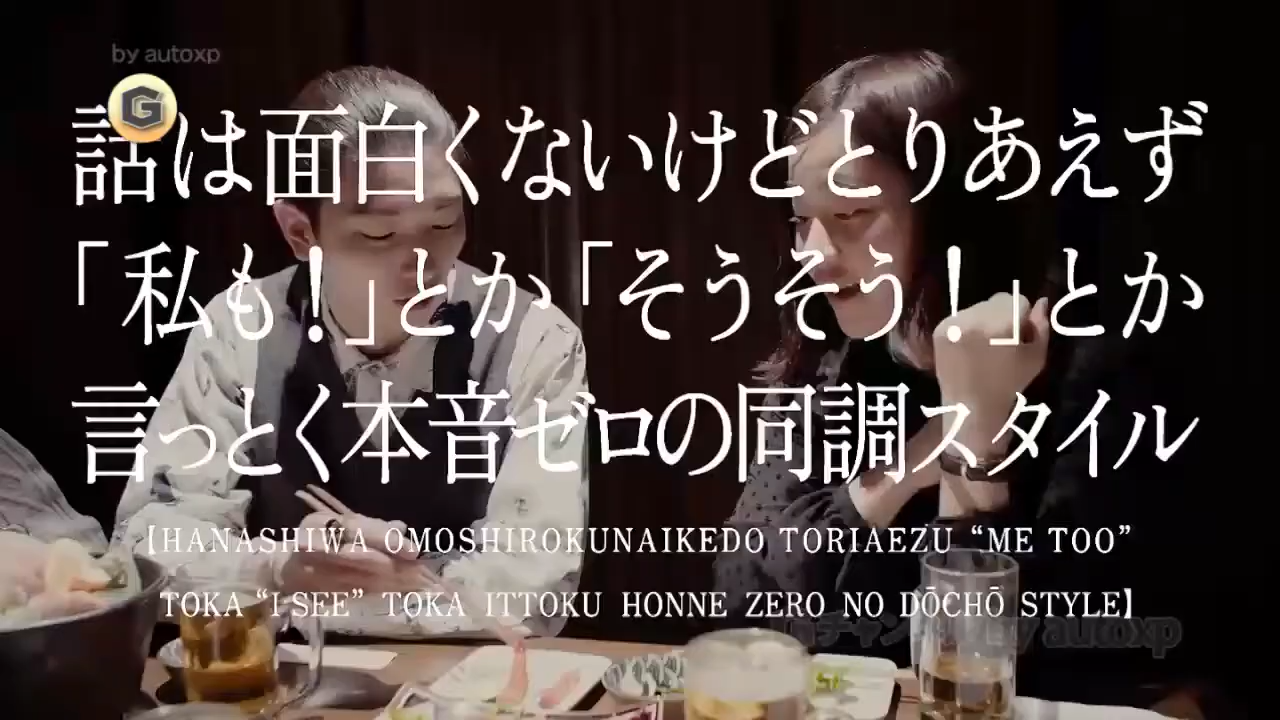 by autoxp
G
話は面白くないけどとりあえず
「私も！」とか「そうそう！」とか
言っとく本音ゼロの同調スタイル
【HANASHIWA OMOSHIROKUNAIKEDO TORIAEZU “ME TOO”
TOKA “I SEE” TOKA ITTOKU HONNE ZERO NO DŌCHŌ STYLE】
by autoxp